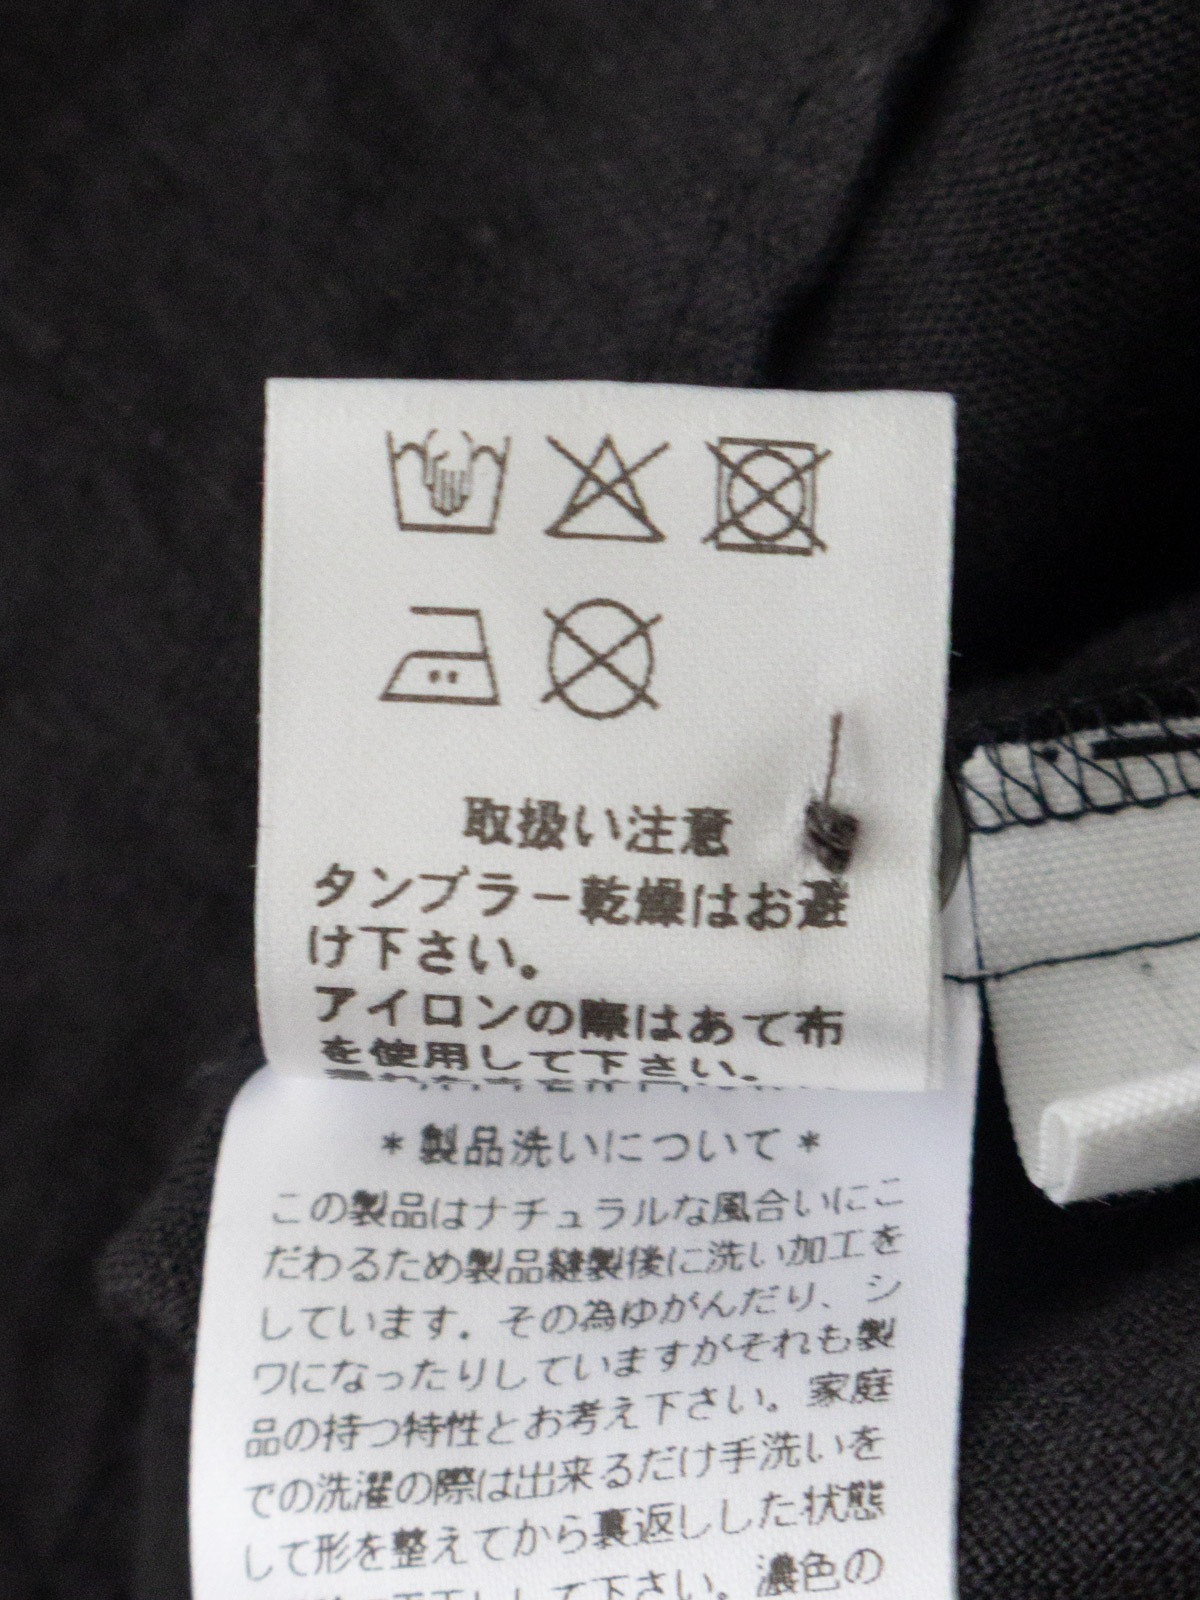 取扱い注意
タンブラー乾燥はお避
け下さい。
アイロンの際はあて布
を使用して下さい。
*製品洗いについて*
この製品はナチュラルな風合いにこ
だわるため製品縫製後に洗い加工を
しています。その為ゆがんだり、シ
ワになったりしていますがそれも製
品の持つ特性とお考え下さい。家庭
での洗濯の際は出来るだけ手洗いを
して形を整えてから裏返しした状態
して下さい。濃色の